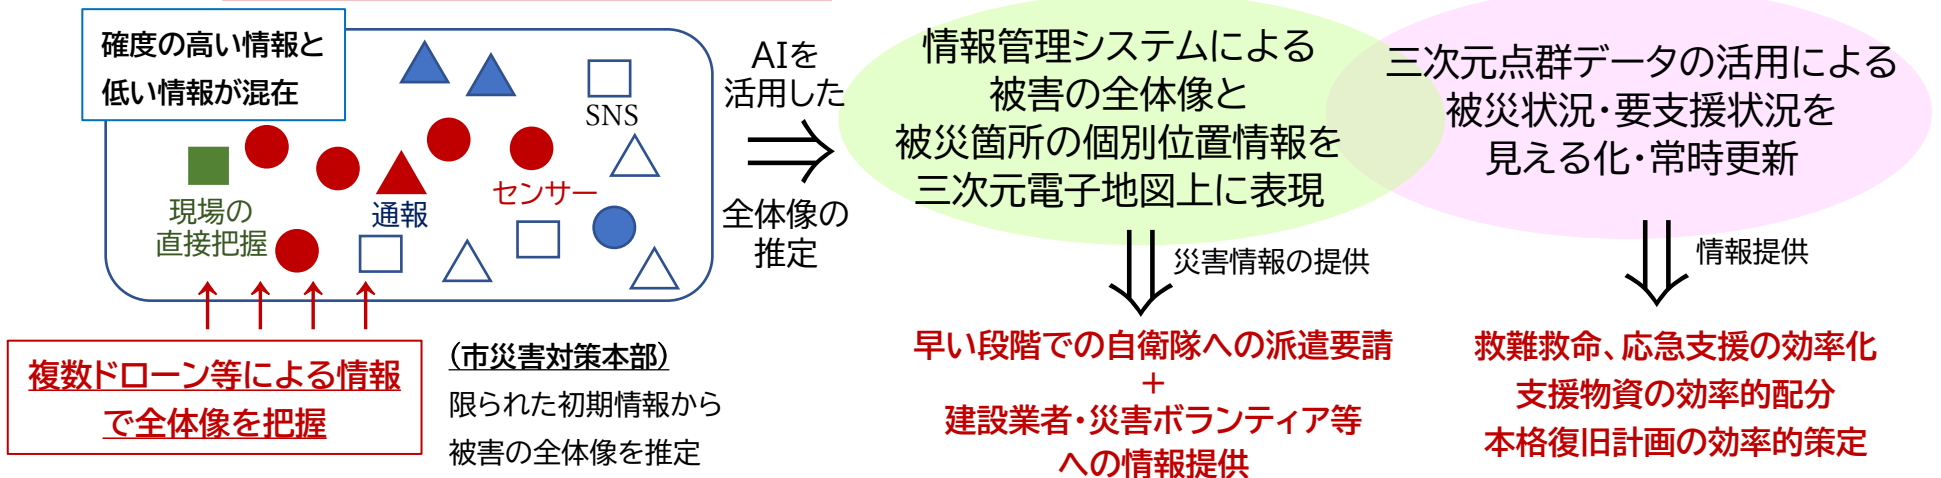 確度の高い情報と
低い情報が混在
SNS
センサー
通報
現場の
直接把握
複数ドローン等による情報
で全体像を把握
(市災害対策本部)
限られた初期情報から
被害の全体像を推定
AIを
活用した
全体像の
推定
情報管理システムによる
被害の全体像と
被災箇所の個別位置情報を
三次元電子地図上に表現
災害情報の提供
早い段階での自衛隊への派遣要請
+
建設業者・災害ボランティア等
への情報提供
三次元点群データの活用による
被災状況・要支援状況を
見える化・常時更新
情報提供
救難救命、応急支援の効率化
支援物資の効率的配分
本格復旧計画の効率的策定